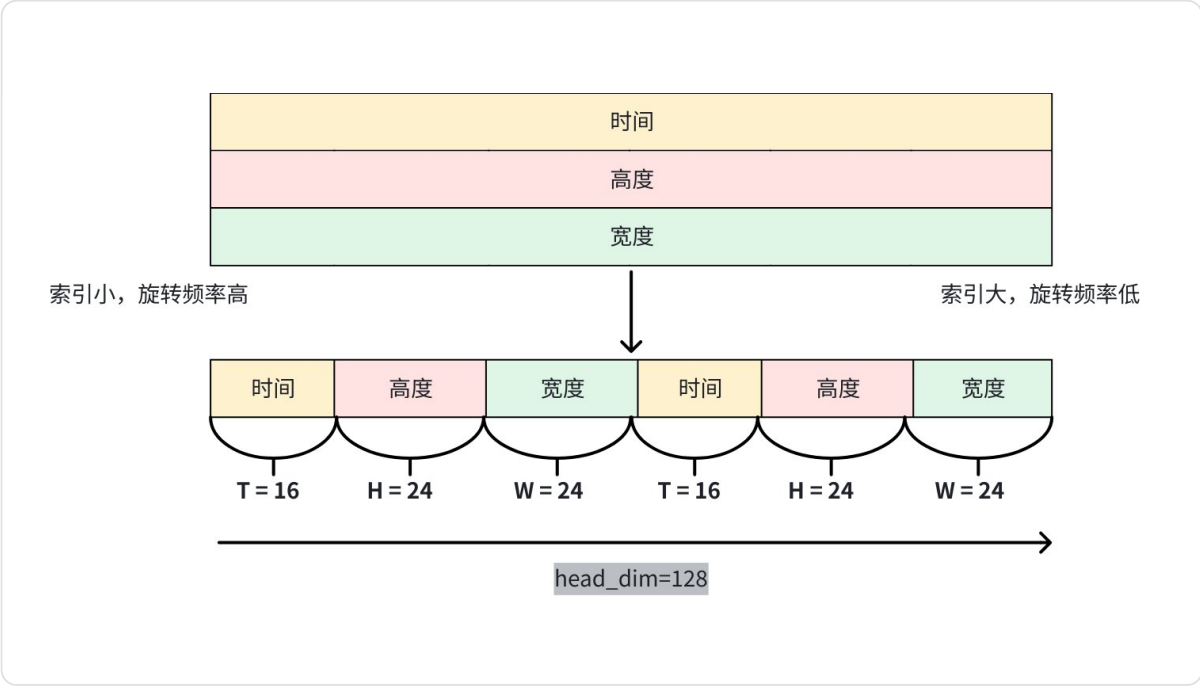 时间
高度
宽度
索引小，旋转频率高
索引大，旋转频率低
时间 高度 宽度 时间 高度 宽度
T = 16 H = 24 W = 24 T = 16 H = 24 W = 24
head_dim=128